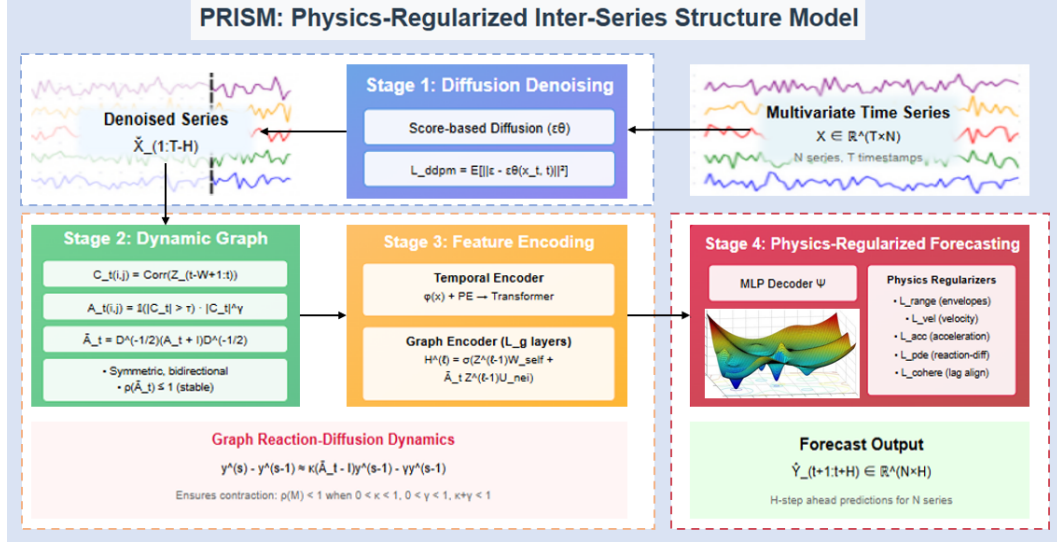 PRISM: Physics-Regularized Inter-Series Structure Model
Denoised Series
X̌_(1:T-H)
Stage 1: Diffusion Denoising
Score-based Diffusion (εθ)
L_ddpm = E[||ε - εθ(x_t, t)||²]
Multivariate Time Series
X ∈ ℝ^(T×N)
N series, T timestamps
Stage 2: Dynamic Graph
C_t(i,j) = Corr(Z_(t-W+1:t))
A_t(i,j) = 𝟙(|C_t| > τ) · |C_t|^γ
Ã_t = D^(-1/2)(A_t + I)D^(-1/2)
• Symmetric, bidirectional
• ρ(Ã_t) ≤ 1 (stable)
Stage 3: Feature Encoding
Temporal Encoder
φ(x) + PE → Transformer
Graph Encoder (L_g layers)
H^(ℓ) = σ(Z^(ℓ-1)W_self +
Ã_t Z^(ℓ-1)U_nei)
Stage 4: Physics-Regularized Forecasting
MLP Decoder Ψ
Physics Regularizers
• L_range (envelopes)
• L_vel (velocity)
• L_acc (acceleration)
• L_pde (reaction-diff)
• L_cohere (lag align)
Graph Reaction-Diffusion Dynamics
y^(s) - y^(s-1) ≈ κ(Ã_t - I)y^(s-1) - γy^(s-1)
Ensures contraction: ρ(M) < 1 when 0 < κ < 1, 0 < γ < 1, κ+γ < 1
Forecast Output
Ŷ_(t+1:t+H) ∈ ℝ^(N×H)
H-step ahead predictions for N series